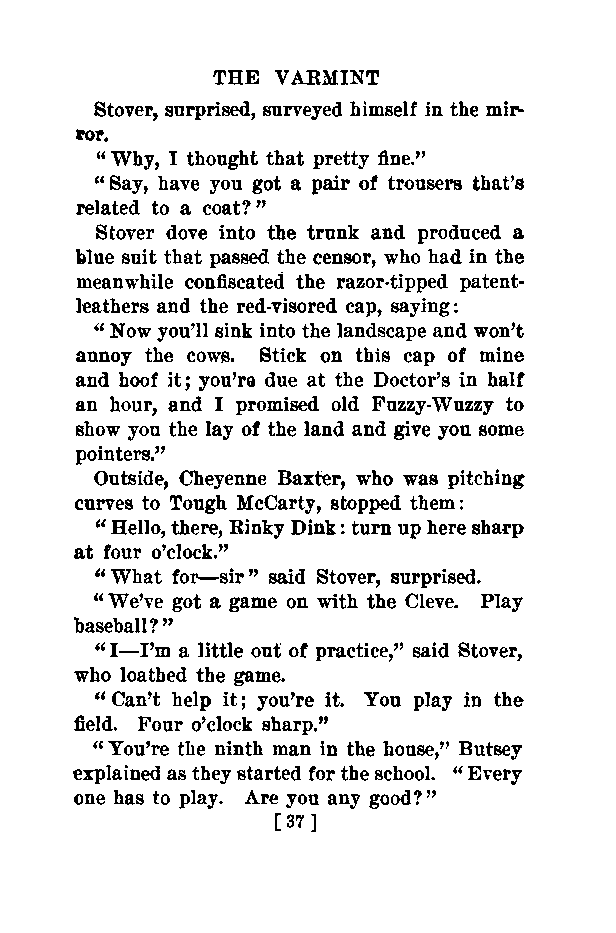 THE VARMINT
Stover, surprised, surveyed himself in the mir-
ror.
“Why, I thought that pretty fine.”
“Say, have you got a pair of trousers that’s
related to a coat?”
Stover dove into the trunk and produced a
blue suit that passed the censor, who had in the
meanwhile confiscated the razor-tipped patent-
leathers and the red-visored cap, saying:
“Now you’ll sink into the landscape and won’t
annoy the cows. Stick on this cap of mine
and hoof it; you’re due at the Doctor’s in half
an hour, and I promised old Fuzzy-Wuzzy to
show you the lay of the land and give you some
pointers.”
Outside, Cheyenne Baxter, who was pitching
curves to Tough McCarty, stopped them:
“Hello, there, Rinky Dink: turn up here sharp
at four o’clock.”
“What for—sir” said Stover, surprised.
“We’ve got a game on with the Cleve. Play
baseball?”
“I—I’m a little out of practice,” said Stover,
who loathed the game.
“Can’t help it; you’re it. You play in the
field. Four o’clock sharp.”
“You’re the ninth man in the house,” Butsey
explained as they started for the school. “Every
one has to play. Are you any good?”
[ 37 ]